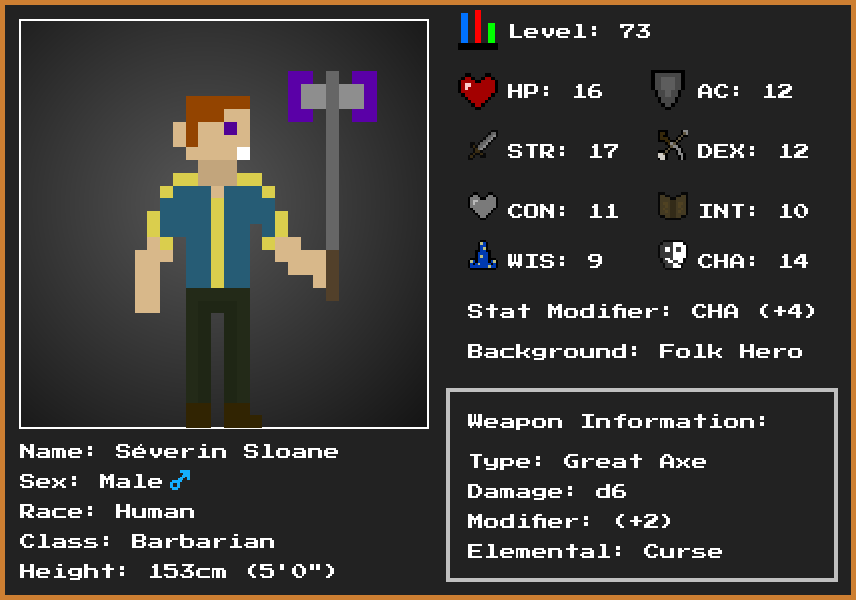 Level: 73
HP: 16
AC: 12
STR: 17
DEX: 12
CON: 11
INT: 10
WIS: 9
CHA: 14
Stat Modifier: CHA (+4)
Background: Folk Hero
Weapon Information:
Type: Great Axe
Damage: d6
Modifier: (+2)
Elemental: Curse
Name: Séverin Sloane
Sex: Male♂
Race: Human
Class: Barbarian
Height: 153cm (5'0")